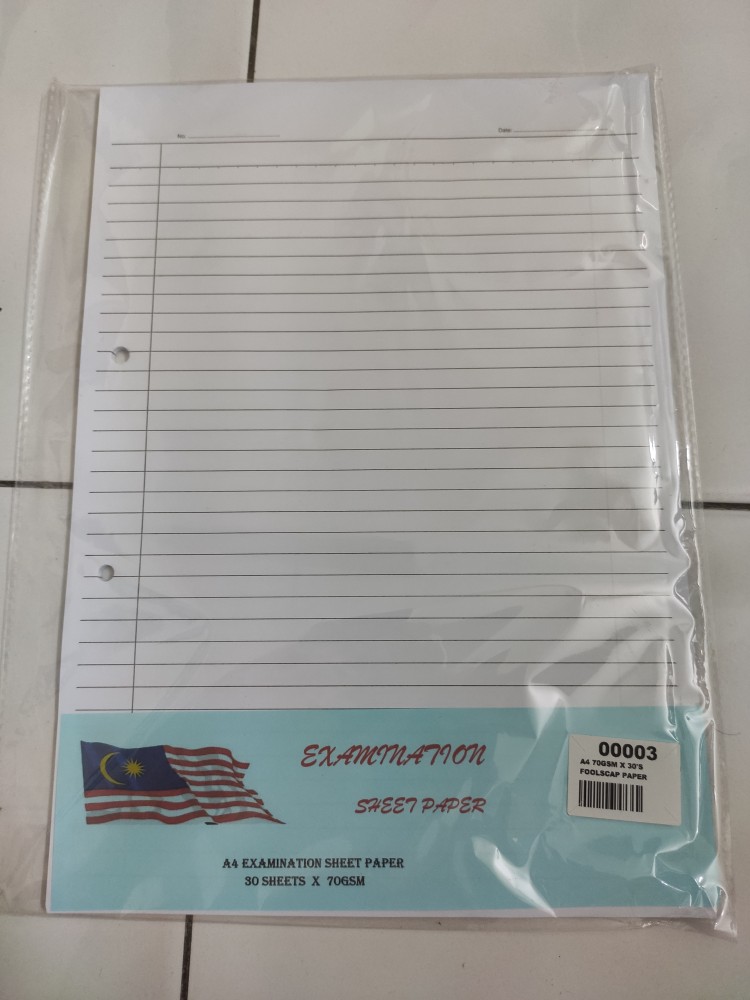 No:
Date:
EXAMINATION
SHEET PAPER
00003
A4 70GSM X 30'S
FOOLSCAP PAPER
A4 EXAMINATION SHEET PAPER
30 SHEETS X 70GSM